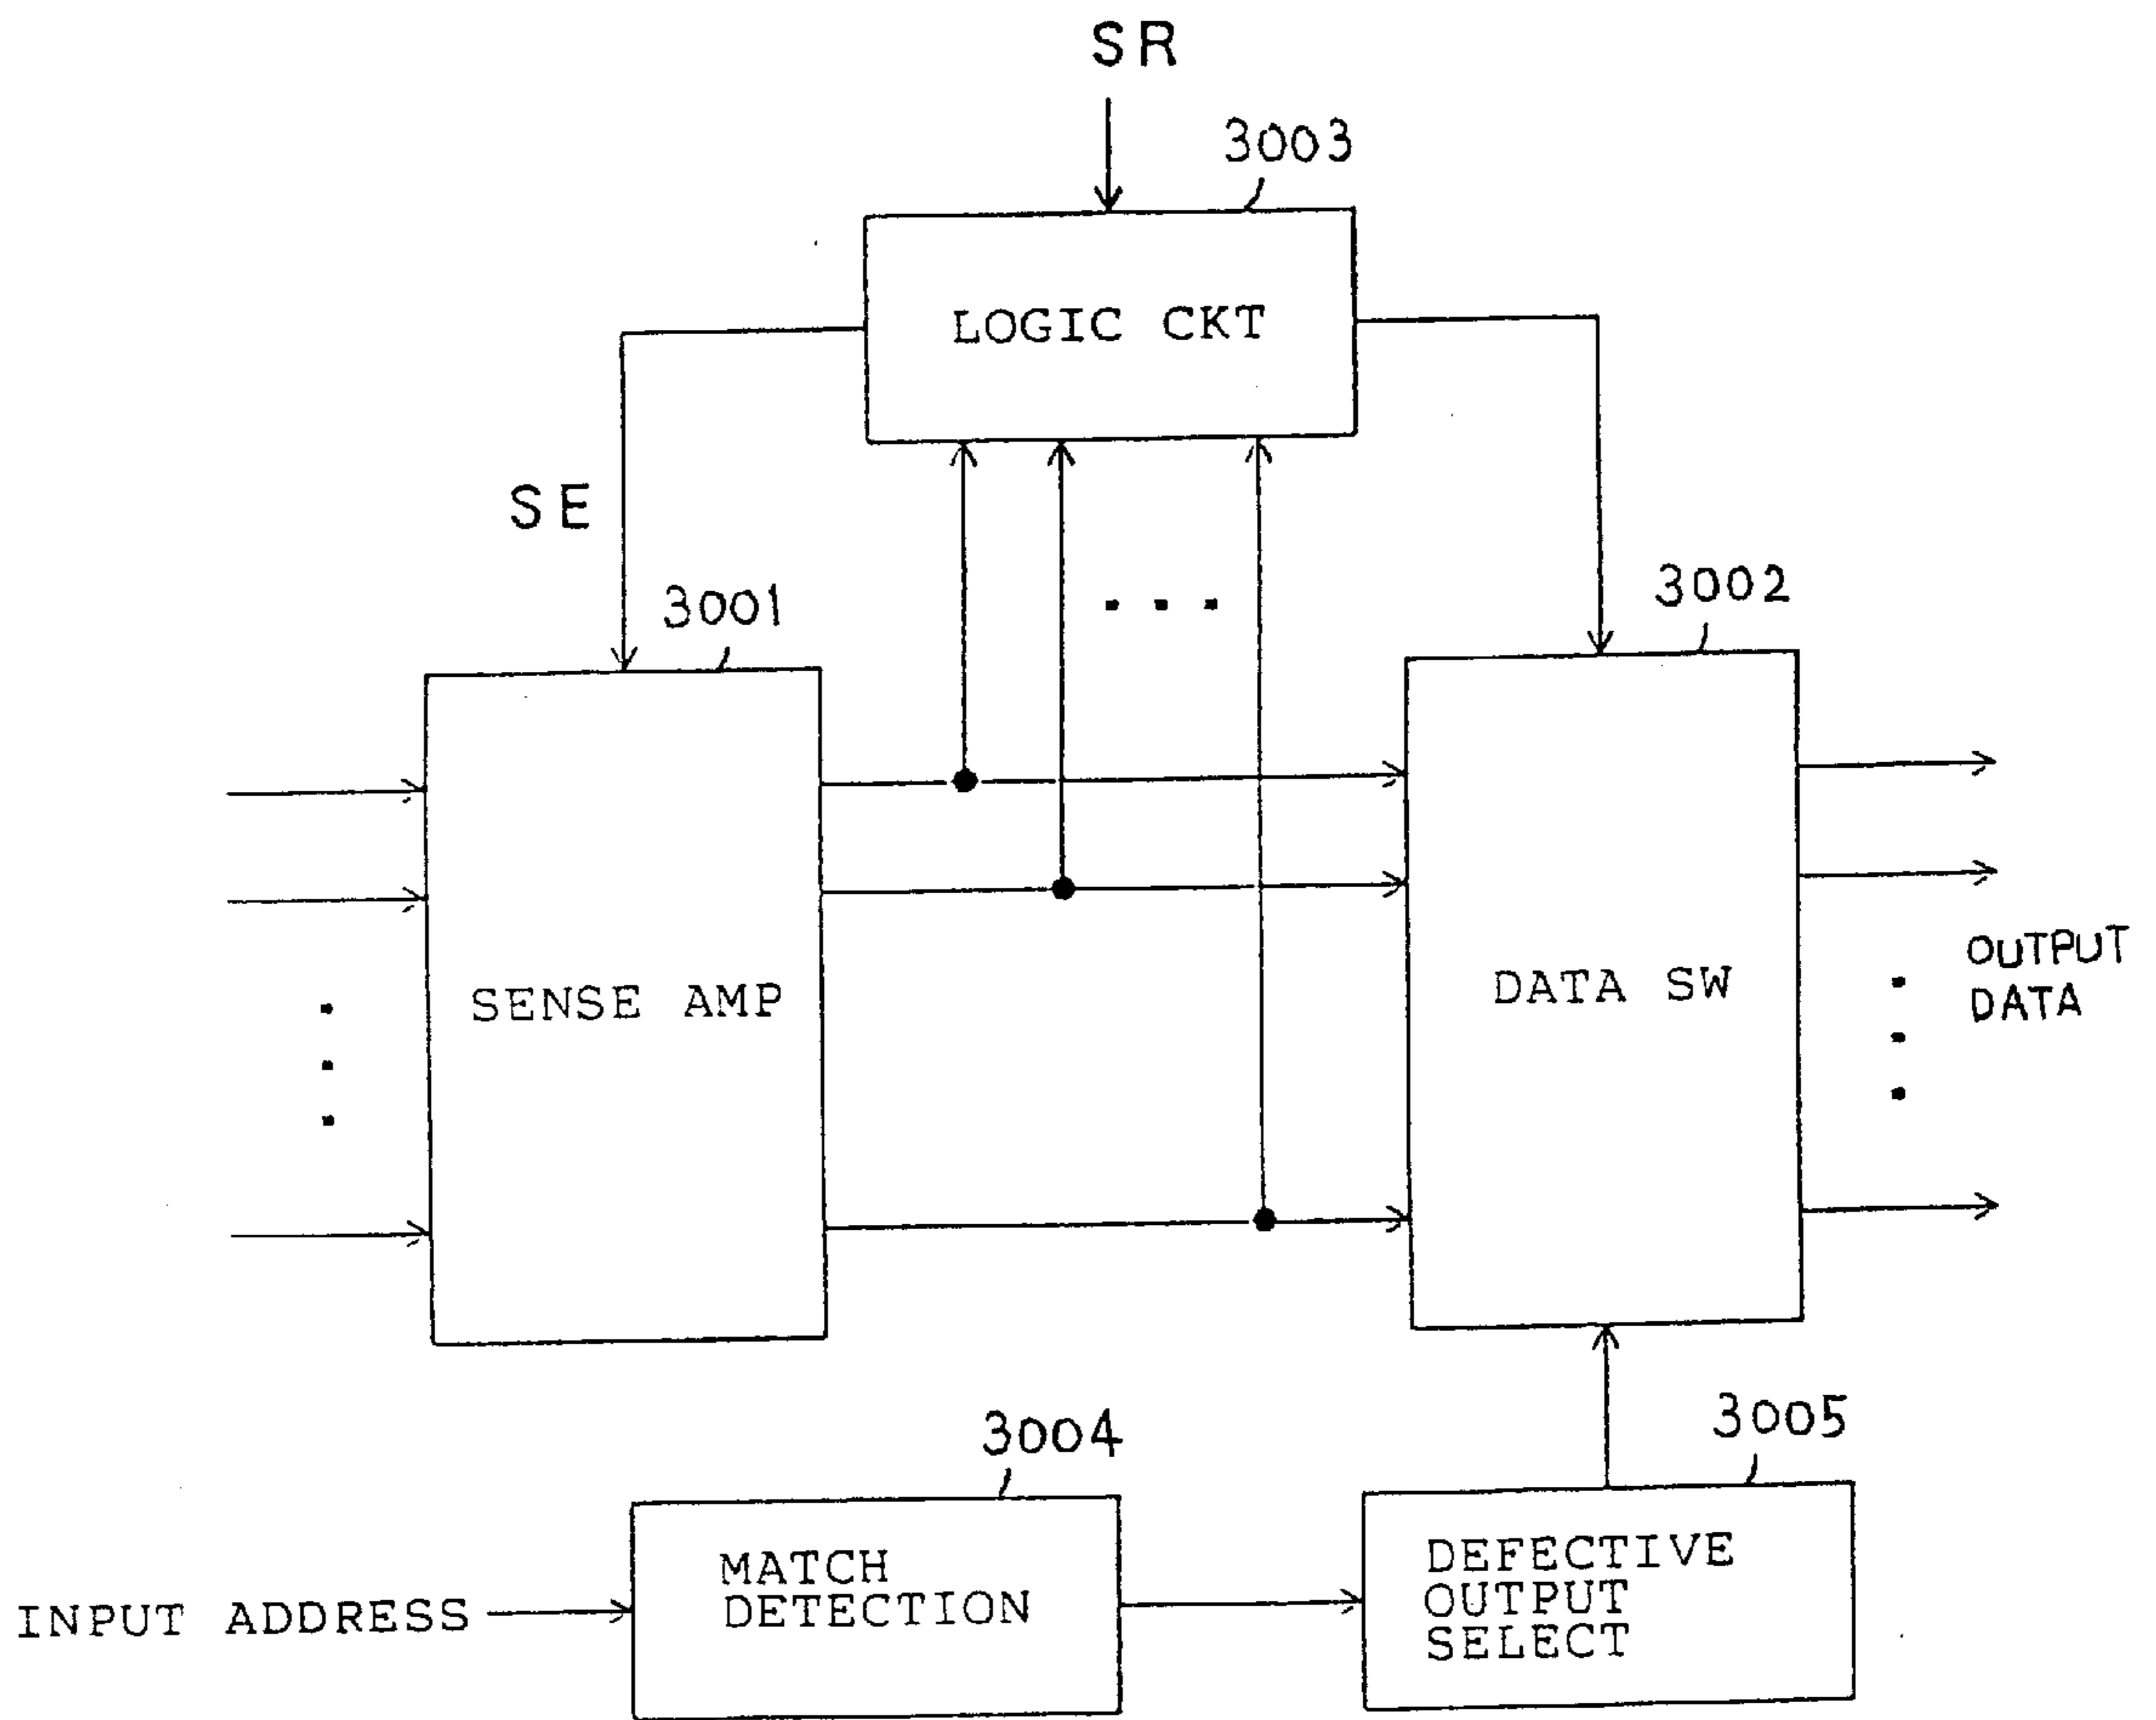 SR
3003
LOGIC CKT
SE
3001
3002
SENSE AMP
DATA SW
OUTPUT
DATA
3004
3005
INPUT ADDRESS
MATCH
DETECTION
DEFECTIVE
OUTPUT
SELECT